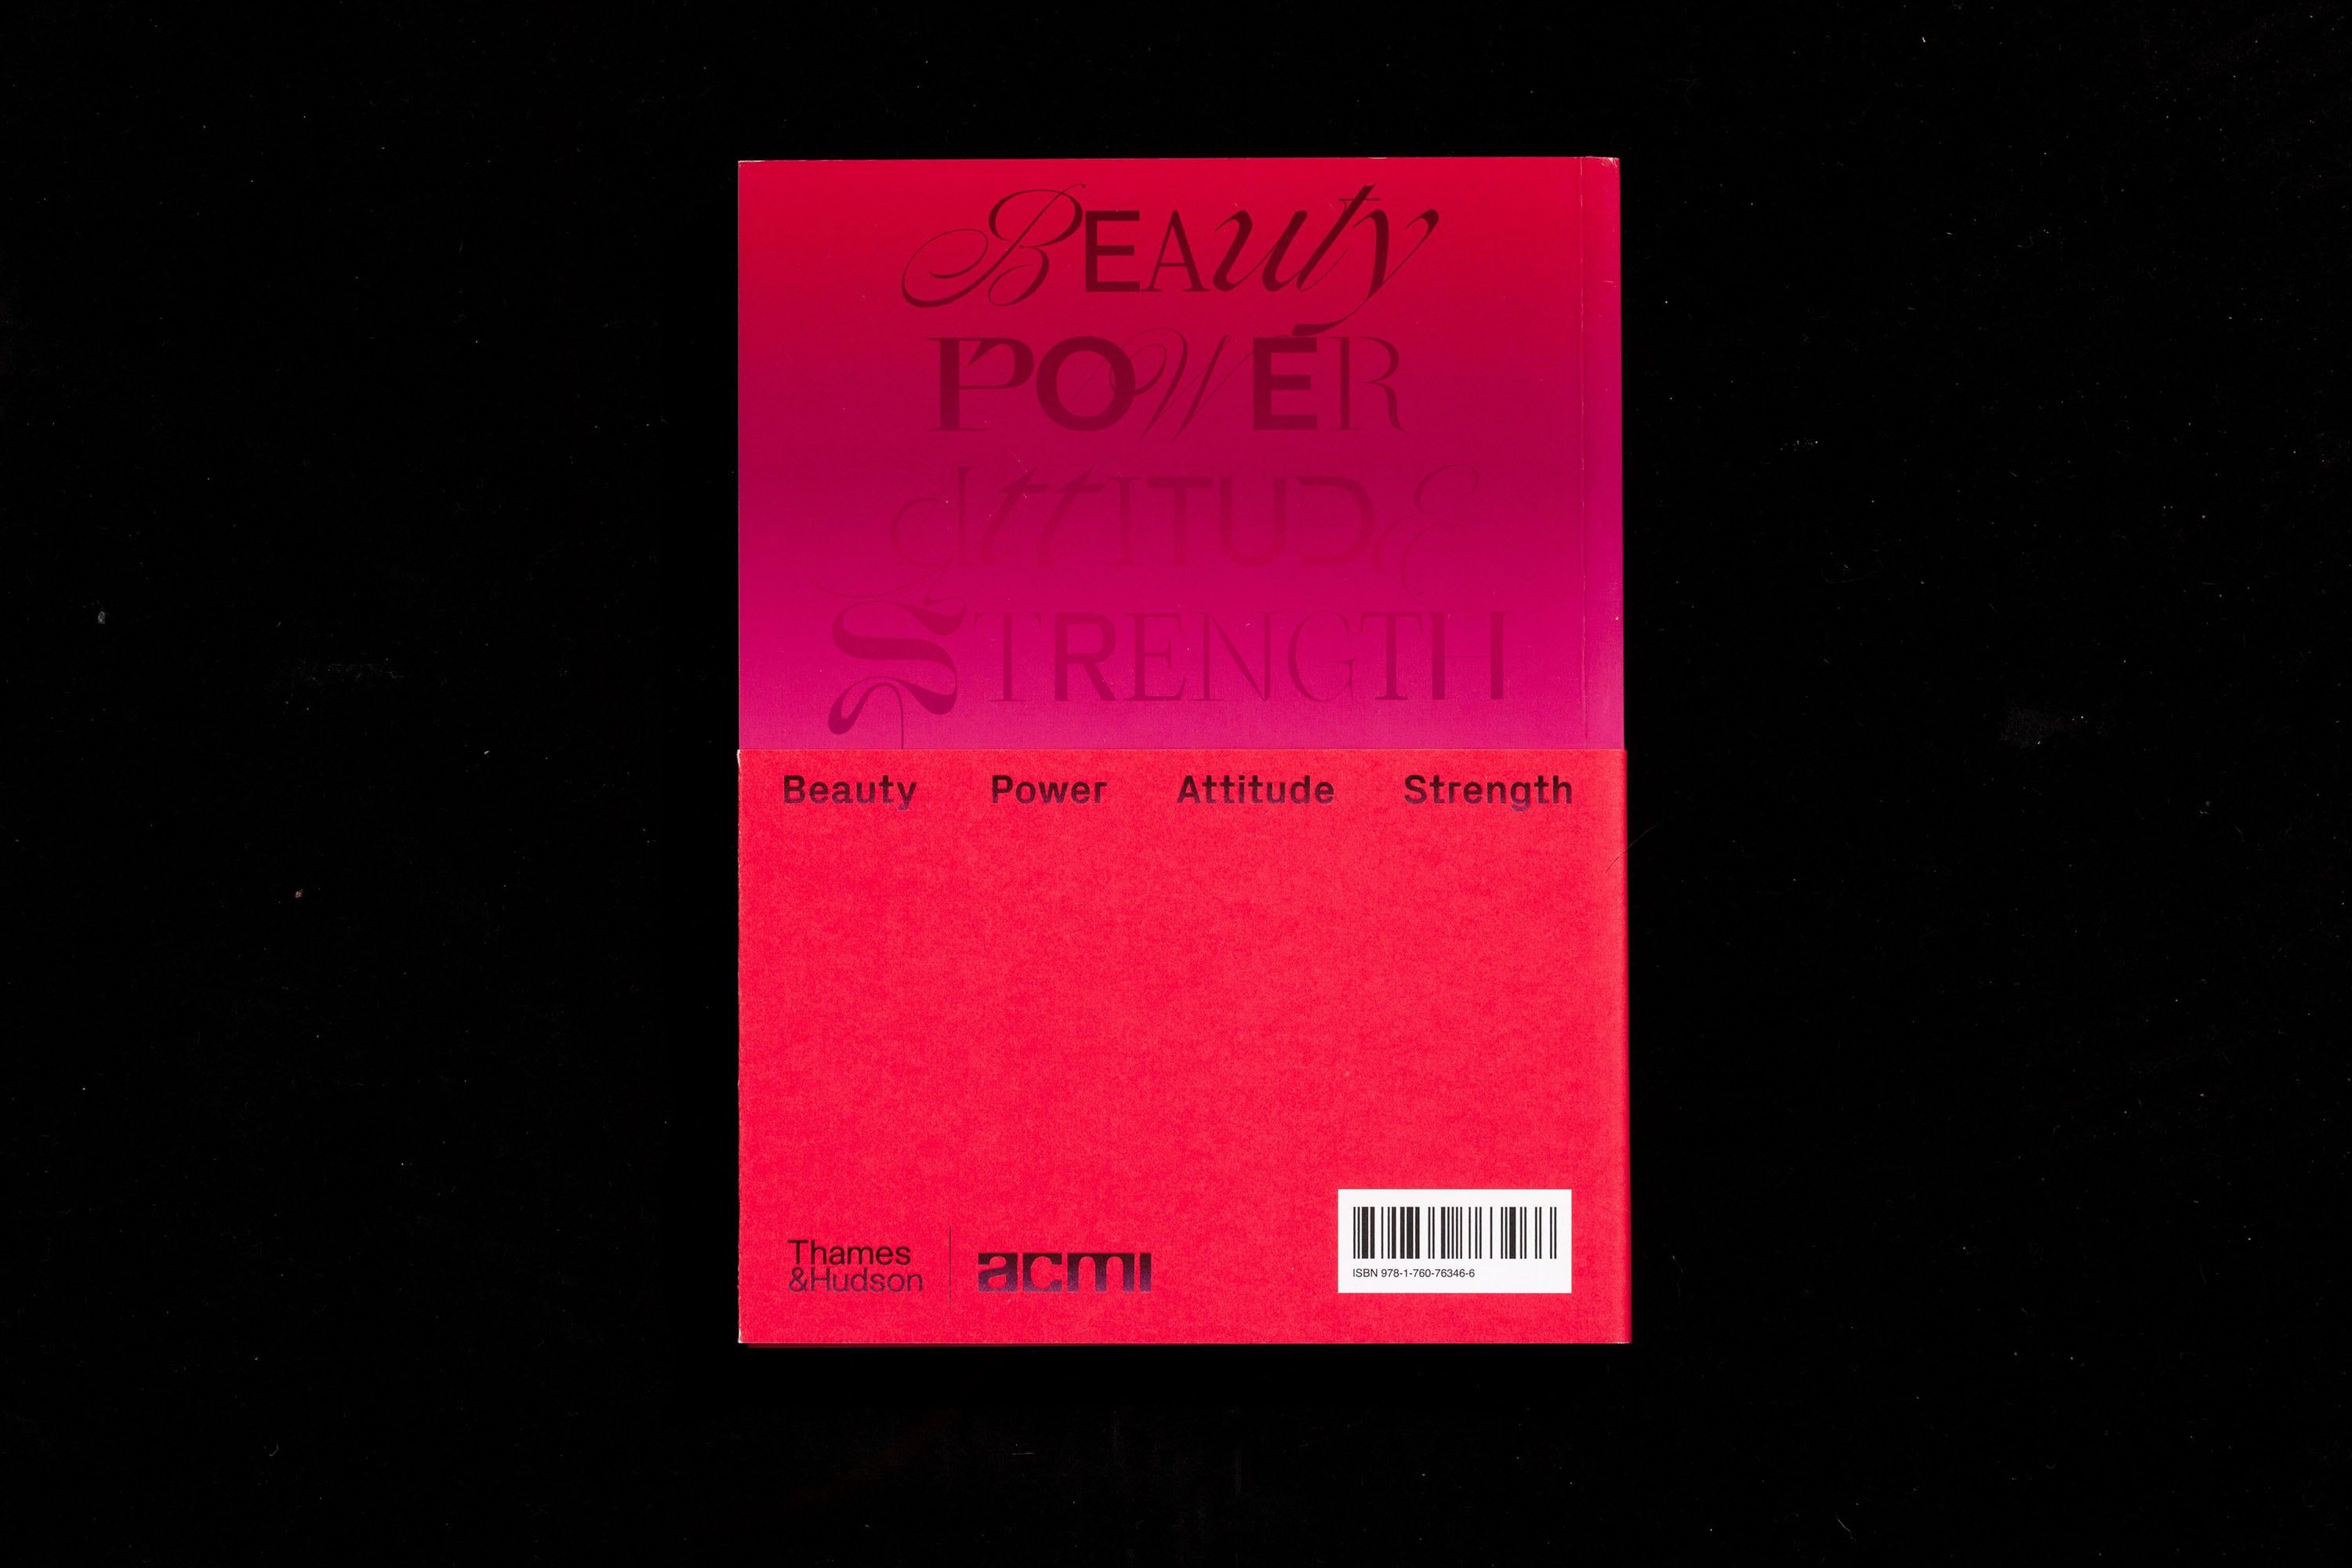 BEAuty
POWER
AttITUDE
STRENGTH
Beauty Power Attitude Strength
Thames
&Hudson
acmi
ISBN 978-1-760-76346-6